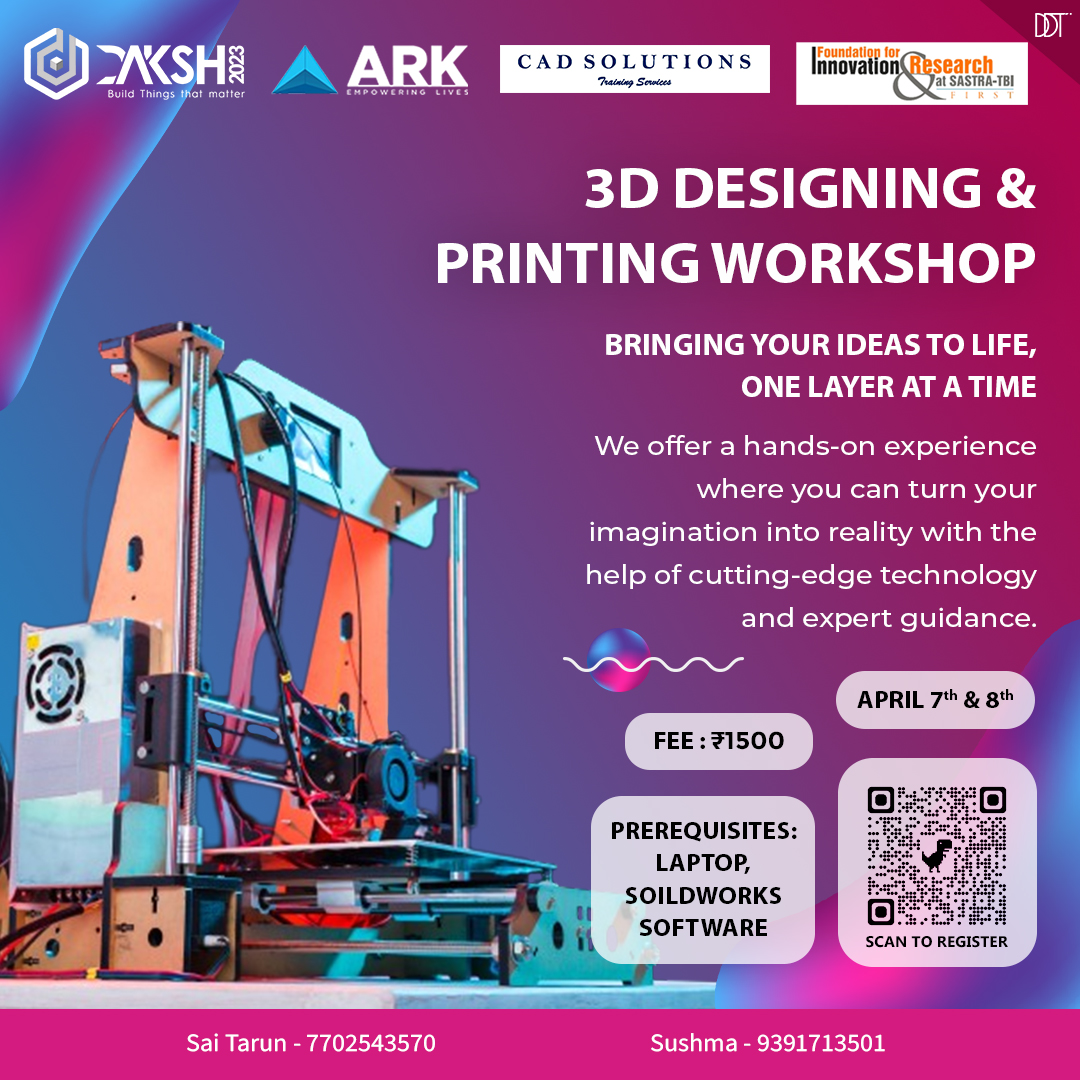 DAKSH 2023
Build Things that matter
ARK
EMPOWERING LIVES
CAD SOLUTIONS
Training Services
Foundation for
Innovation & Research
at SASTRA-TBI
FIRST
DDT
3D DESIGNING &
PRINTING WORKSHOP
BRINGING YOUR IDEAS TO LIFE,
ONE LAYER AT A TIME
We offer a hands-on experience
where you can turn your
imagination into reality with the
help of cutting-edge technology
and expert guidance.
APRIL 7th & 8th
FEE : ₹1500
PREREQUISITES:
LAPTOP,
SOILDWORKS
SOFTWARE
SCAN TO REGISTER
Sai Tarun - 7702543570
Sushma - 9391713501